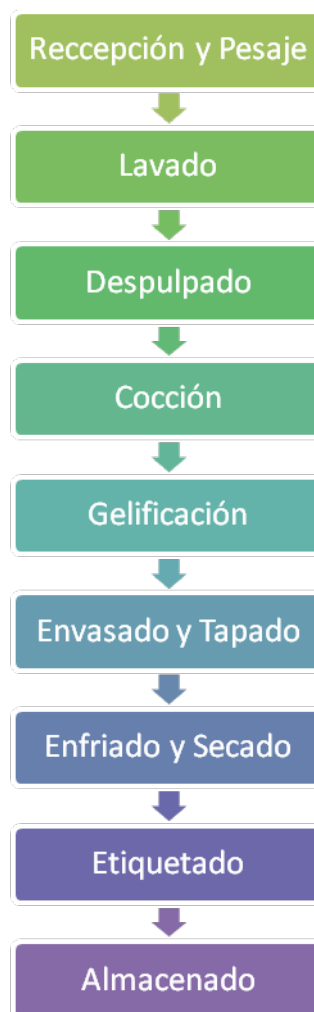 Reccepción y Pesaje
Lavado
Despulpado
Cocción
Gelificación
Envasado y Tapado
Enfriado y Secado
Etiquetado
Almacenado